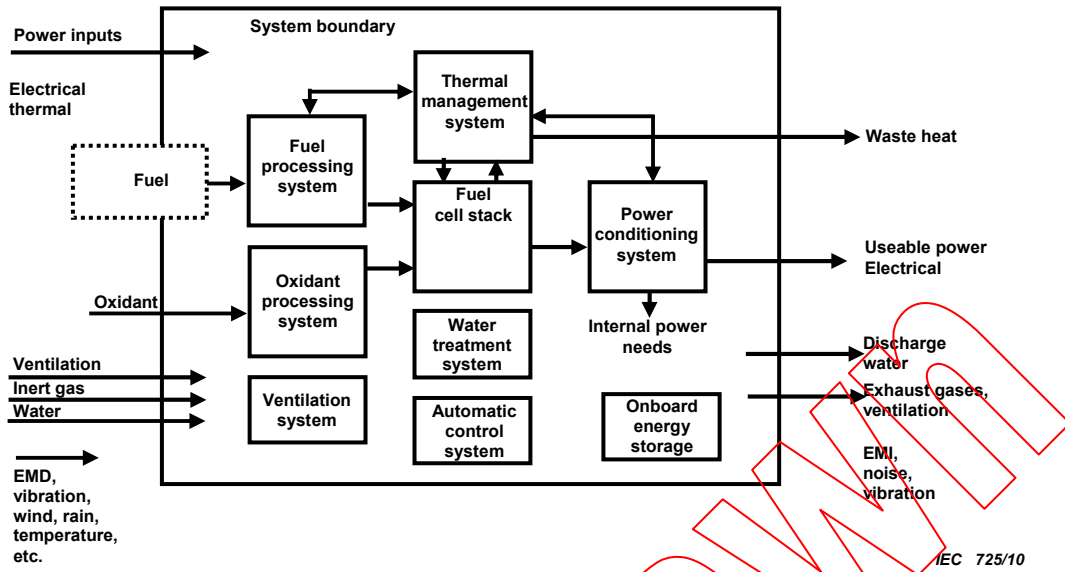 System boundary
Power inputs
Electrical
thermal
Thermal
management
system
Fuel
processing
system
Waste heat
Fuel
Fuel
cell stack
Power
conditioning
system
Useable power
Electrical
Oxidant
Oxidant
processing
system
Water
treatment
system
Internal power
needs
Discharge
water
Ventilation
Inert gas
Water
Ventilation
system
Automatic
control
system
Onboard
energy
storage
Exhaust gases,
ventilation
EMD,
vibration,
wind, rain,
temperature,
etc.
EMI,
noise,
vibration
IEC 725/10